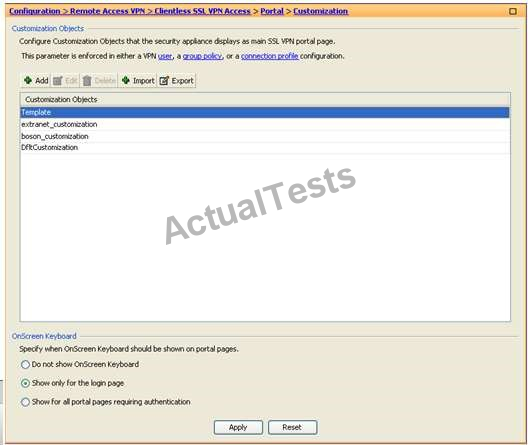 Configuration > Remote Access VPN > Clientless SSL VPN Access > Portal > Customization
Customization Objects
Configure Customization Objects that the security appliance displays as main SSL VPN portal page.
This parameter is enforced in either a VPN user, a group policy, or a connection profile configuration.
Add Edit Delete Import Export
Customization Objects
Template
extranet_customization
boson_customization
DfltCustomization
ActualTests
OnScreen Keyboard
Specify when OnScreen Keyboard should be shown on portal pages.
Do not show OnScreen Keyboard
Show only for the login page
Show for all portal pages requiring authentication
Apply Reset